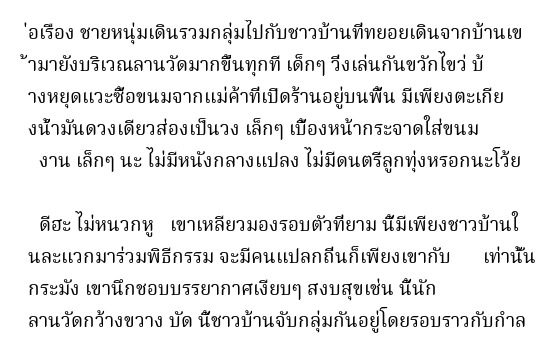 ่อเรือง ชายหนุ่มเดินรวมกลุ่มไปกับชาวบ้านที่ทยอยเดินจากบ้านเข
้ามายังบริเวณลานวัดมากขึ้นทุกที เด็กๆ วิ่งเล่นกันขวักไขว่ บ้
างหยุดแวะซื้อขนมจากแม่ค้าที่เปิดร้านอยู่บนพื้น มีเพียงตะเกีย
งน้ำมันดวงเดียวส่องเป็นวง เล็กๆ เบื้องหน้ากระจาดใส่ขนม
งาน เล็กๆ นะ ไม่มีหนังกลางแปลง ไม่มีดนตรีลูกทุ่งหรอกนะโว้ย
ดีฮะ ไม่หนวกหู เขาเหลียวมองรอบตัวที่ยาม นี้มีเพียงชาวบ้านใ
นละแวกมาร่วมพิธีกรรม จะมีคนแปลกถิ่นก็เพียงเขากับ เท่านั้น
กระมัง เขานึกชอบบรรยากาศเงียบๆ สงบสุขเช่น นี้นัก
ลานวัดกว้างขวาง บัด นี้ชาวบ้านจับกลุ่มกันอยู่โดยรอบราวกับกำล